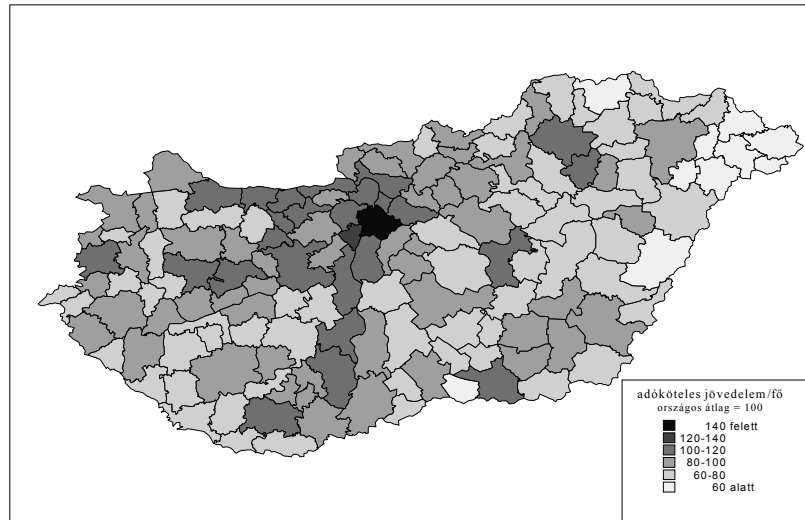 adóköteles jövedelem/fő
országos átlag = 100
140 felett
120-140
100-120
80-100
60-80
60 alatt